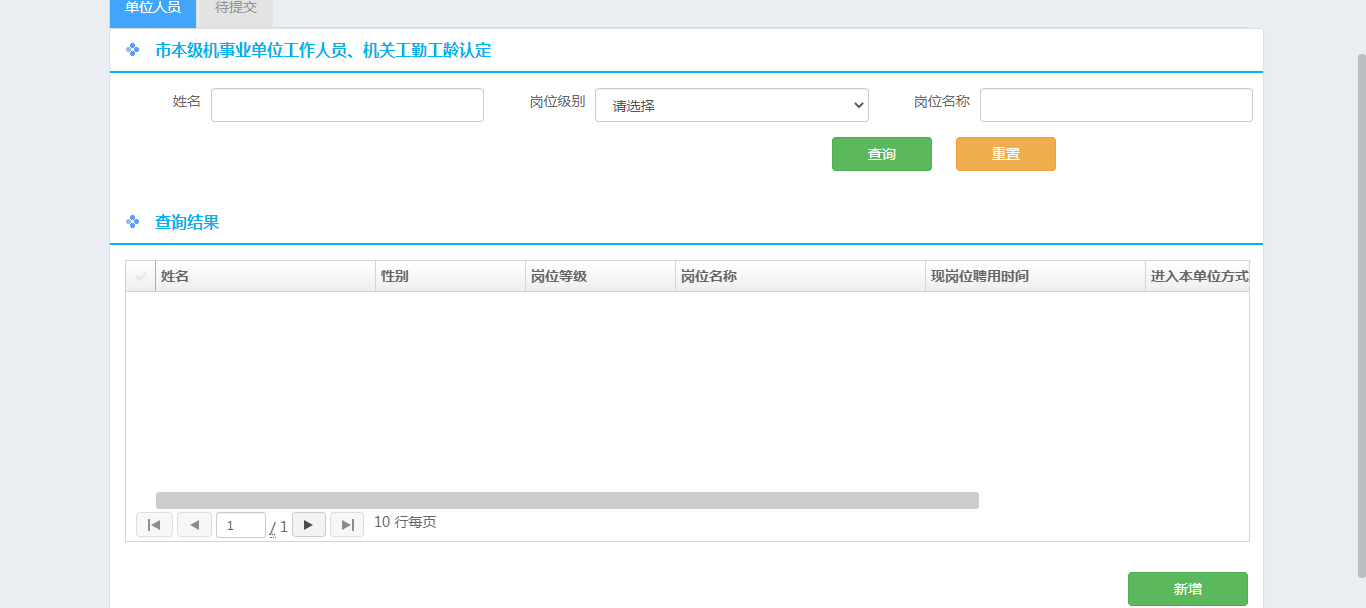 单位人员 待提交
市本级机事业单位工作人员、机关工勤工龄认定
姓名 岗位级别 请选择 岗位名称
查询 重置
查询结果
姓名 性别 岗位等级 岗位名称 现岗位聘用时间 进入本单位方式
1 / 1 10 行每页
新增